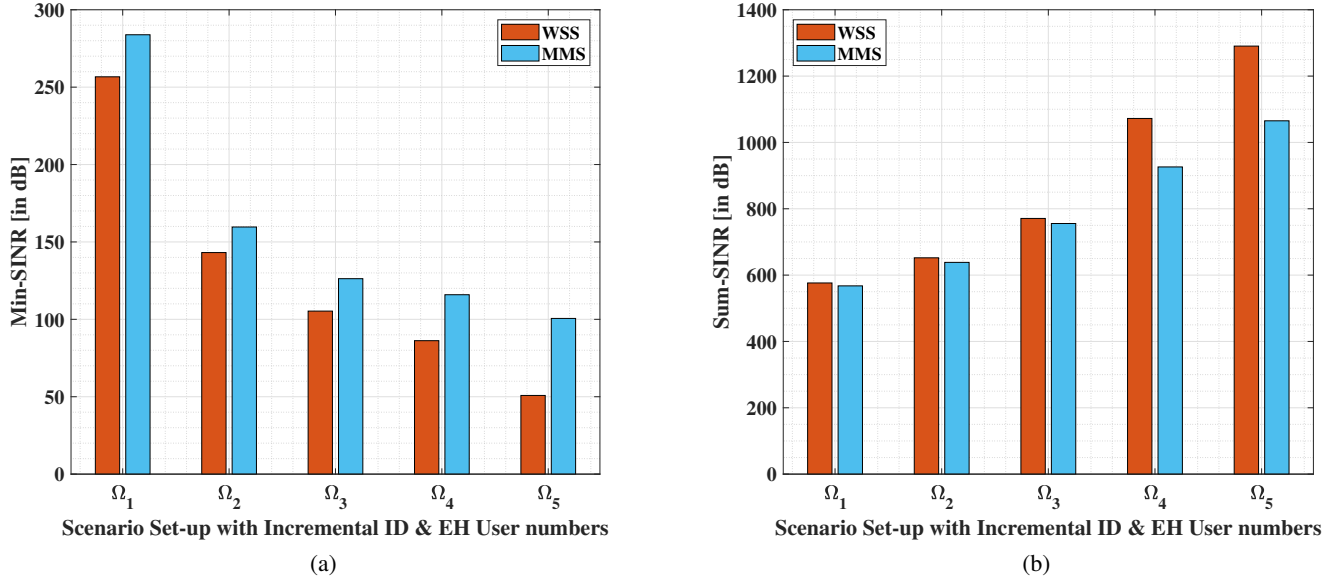 300
250
200
150
100
50
0
Min-SINR [in dB]
WSS
MMS
Ω1
Ω2
Ω3
Ω4
Ω5
Scenario Set-up with Incremental ID & EH User numbers
(a)
1400
1200
1000
800
600
400
200
0
Sum-SINR [in dB]
WSS
MMS
Ω1
Ω2
Ω3
Ω4
Ω5
Scenario Set-up with Incremental ID & EH User numbers
(b)